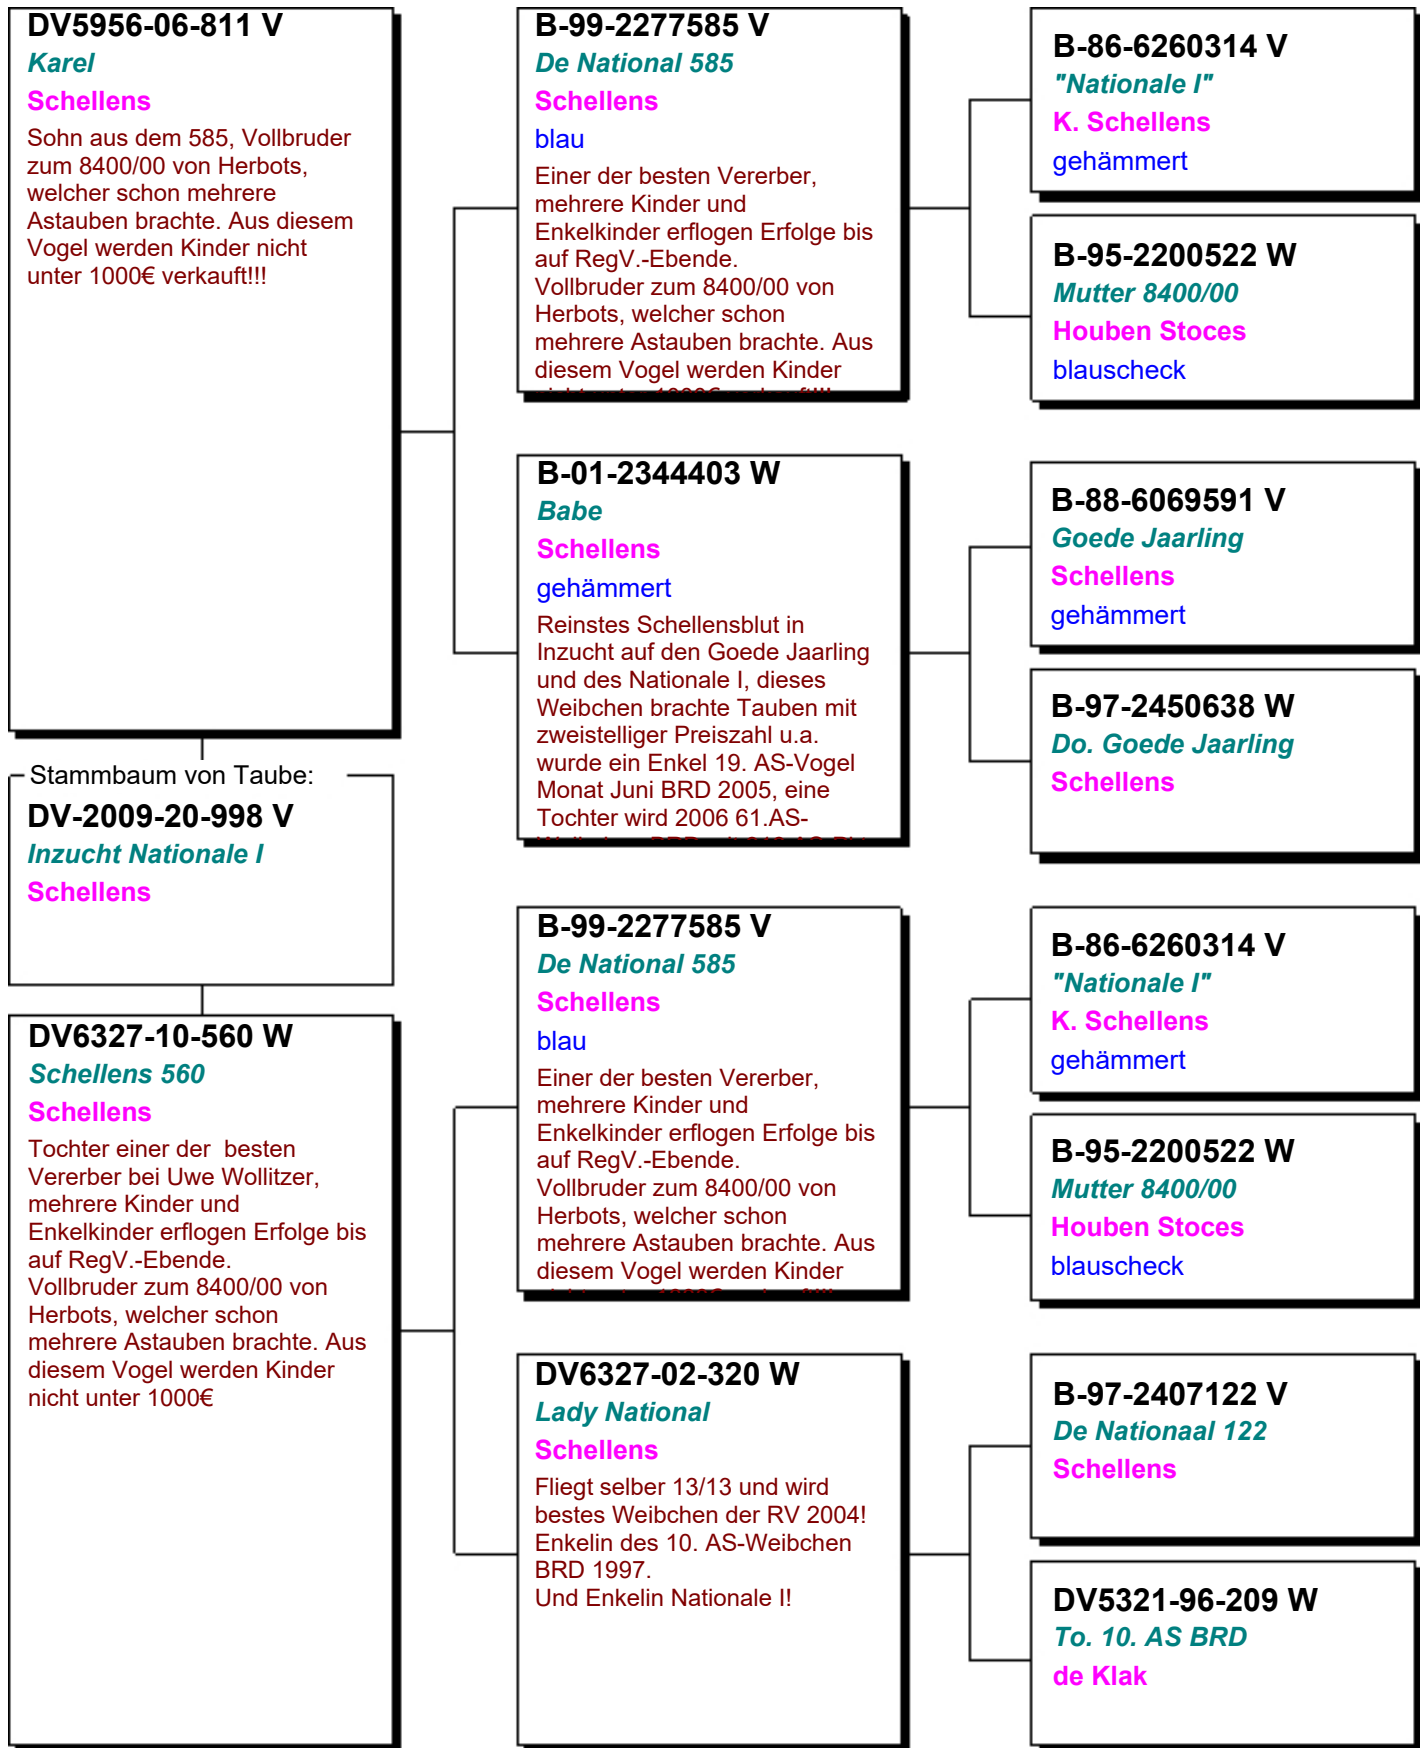 DV5956-06-811 V
Karel
Schellens
Sohn aus dem 585, Vollbruder
zum 8400/00 von Herbots,
welcher schon mehrere
Astauben brachte. Aus diesem
Vogel werden Kinder nicht
unter 1000€ verkauft!!!
Stammbaum von Taube:
DV-2009-20-998 V
Inzucht Nationale I
Schellens
DV6327-10-560 W
Schellens 560
Schellens
Tochter einer der  besten
Vererber bei Uwe Wollitzer,
mehrere Kinder und
Enkelkinder erflogen Erfolge bis
auf RegV.-Ebende.
Vollbruder zum 8400/00 von
Herbots, welcher schon
mehrere Astauben brachte. Aus
diesem Vogel werden Kinder
nicht unter 1000€
B-99-2277585 V
De National 585
Schellens
blau
Einer der besten Vererber,
mehrere Kinder und
Enkelkinder erflogen Erfolge bis
auf RegV.-Ebende.
Vollbruder zum 8400/00 von
Herbots, welcher schon
mehrere Astauben brachte. Aus
diesem Vogel werden Kinder
B-01-2344403 W
Babe
Schellens
gehämmert
Reinstes Schellensblut in
Inzucht auf den Goede Jaarling
und des Nationale I, dieses
Weibchen brachte Tauben mit
zweistelliger Preiszahl u.a.
wurde ein Enkel 19. AS-Vogel
Monat Juni BRD 2005, eine
Tochter wird 2006 61.AS-
B-99-2277585 V
De National 585
Schellens
blau
Einer der besten Vererber,
mehrere Kinder und
Enkelkinder erflogen Erfolge bis
auf RegV.-Ebende.
Vollbruder zum 8400/00 von
Herbots, welcher schon
mehrere Astauben brachte. Aus
diesem Vogel werden Kinder
DV6327-02-320 W
Lady National
Schellens
Fliegt selber 13/13 und wird
bestes Weibchen der RV 2004!
Enkelin des 10. AS-Weibchen
BRD 1997.
Und Enkelin Nationale I!
B-86-6260314 V
"Nationale I"
K. Schellens
gehämmert
B-95-2200522 W
Mutter 8400/00
Houben Stoces
blauscheck
B-88-6069591 V
Goede Jaarling
Schellens
gehämmert
B-97-2450638 W
Do. Goede Jaarling
Schellens
B-86-6260314 V
"Nationale I"
K. Schellens
gehämmert
B-95-2200522 W
Mutter 8400/00
Houben Stoces
blauscheck
B-97-2407122 V
De Nationaal 122
Schellens
DV5321-96-209 W
To. 10. AS BRD
de Klak